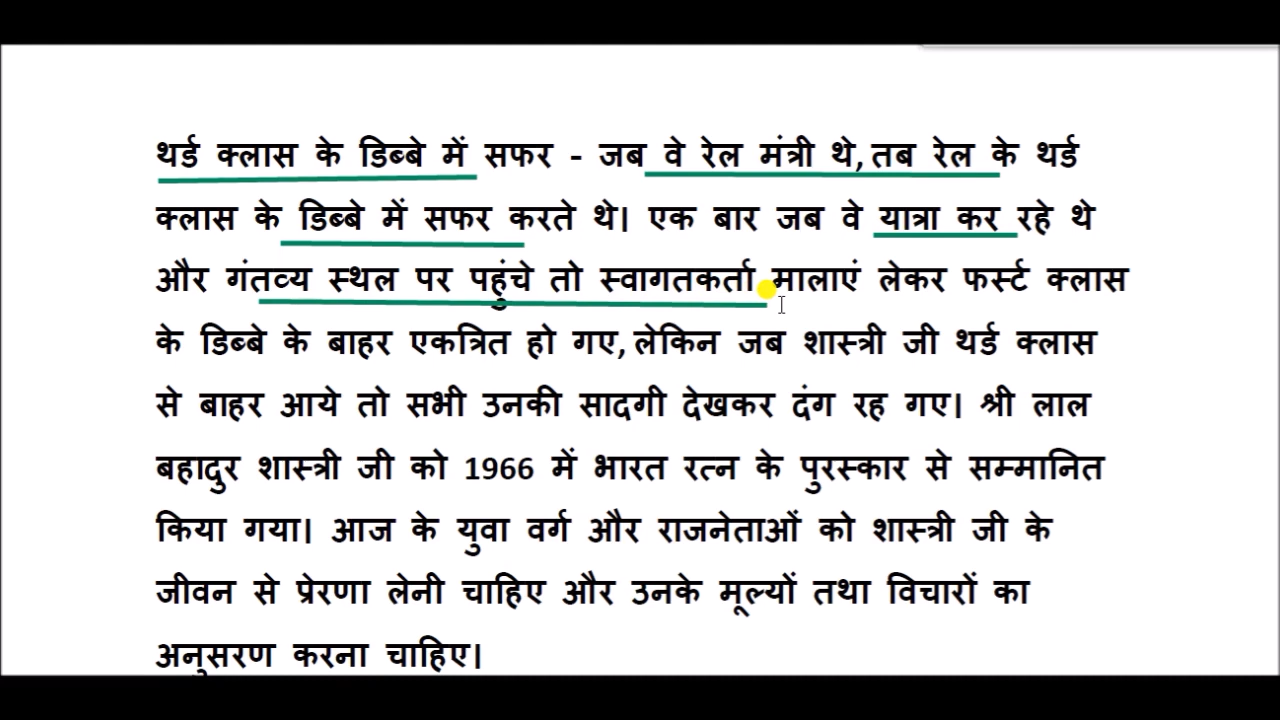 थर्ड क्लास के डिब्बे में सफर - जब वे रेल मंत्री थे, तब रेल के थर्ड
क्लास के डिब्बे में सफर करते थे। एक बार जब वे यात्रा कर रहे थे
और गंतव्य स्थल पर पहुंचे तो स्वागतकर्ता मालाएं लेकर फर्स्ट क्लास
के डिब्बे के बाहर एकत्रित हो गए, लेकिन जब शास्त्री जी थर्ड क्लास
से बाहर आये तो सभी उनकी सादगी देखकर दंग रह गए। श्री लाल
बहादुर शास्त्री जी को 1966 में भारत रत्न के पुरस्कार से सम्मानित
किया गया। आज के युवा वर्ग और राजनेताओं को शास्त्री जी के
जीवन से प्रेरणा लेनी चाहिए और उनके मूल्यों तथा विचारों का
अनुसरण करना चाहिए।